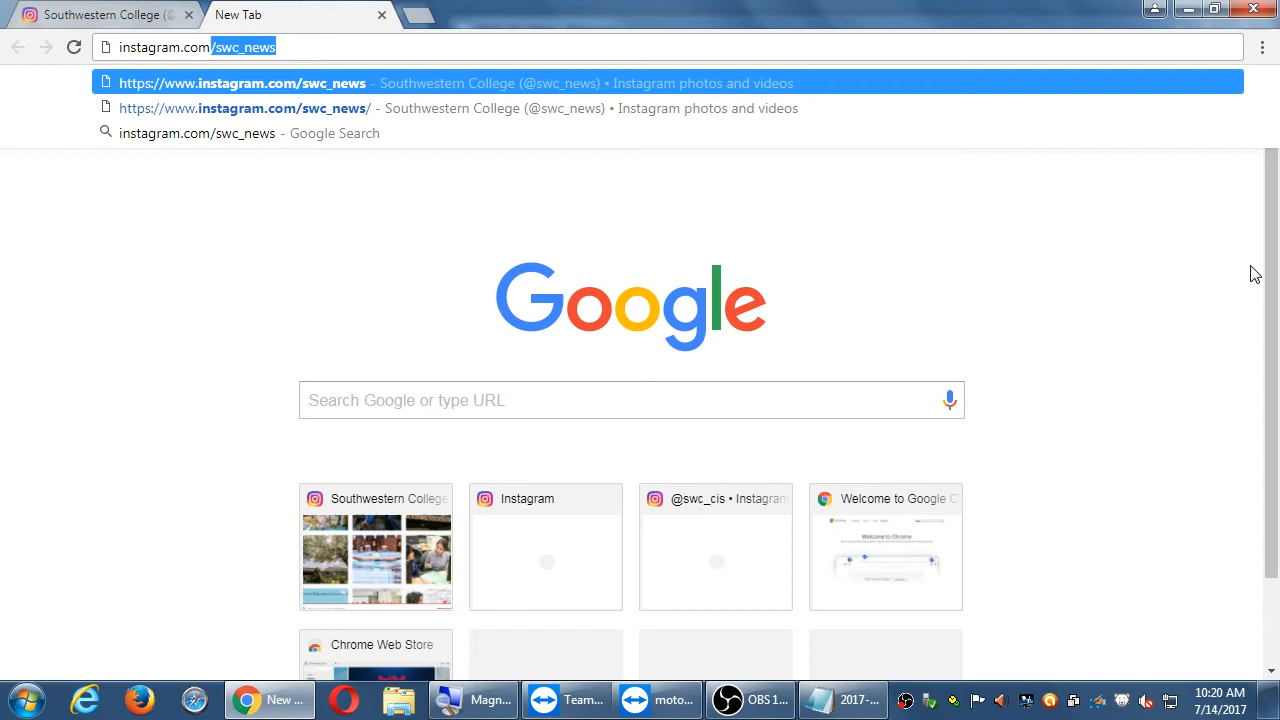 Southwestern College (@
New Tab
instagram.com/swc_news
https://www.instagram.com/swc_news - Southwestern College (@swc_news) • Instagram photos and videos
https://www.instagram.com/swc_news/ - Southwestern College (@swc_news) • Instagram photos and videos
instagram.com/swc_news - Google Search
Google
Search Google or type URL
Southwestern College
Instagram
@swc_cis • Instagram
Welcome to Google C
Welcome to Chrome
Chrome Web Store
New ...
Magn...
Team...
moto...
OBS 1...
2017-...
10:20 AM
7/14/2017